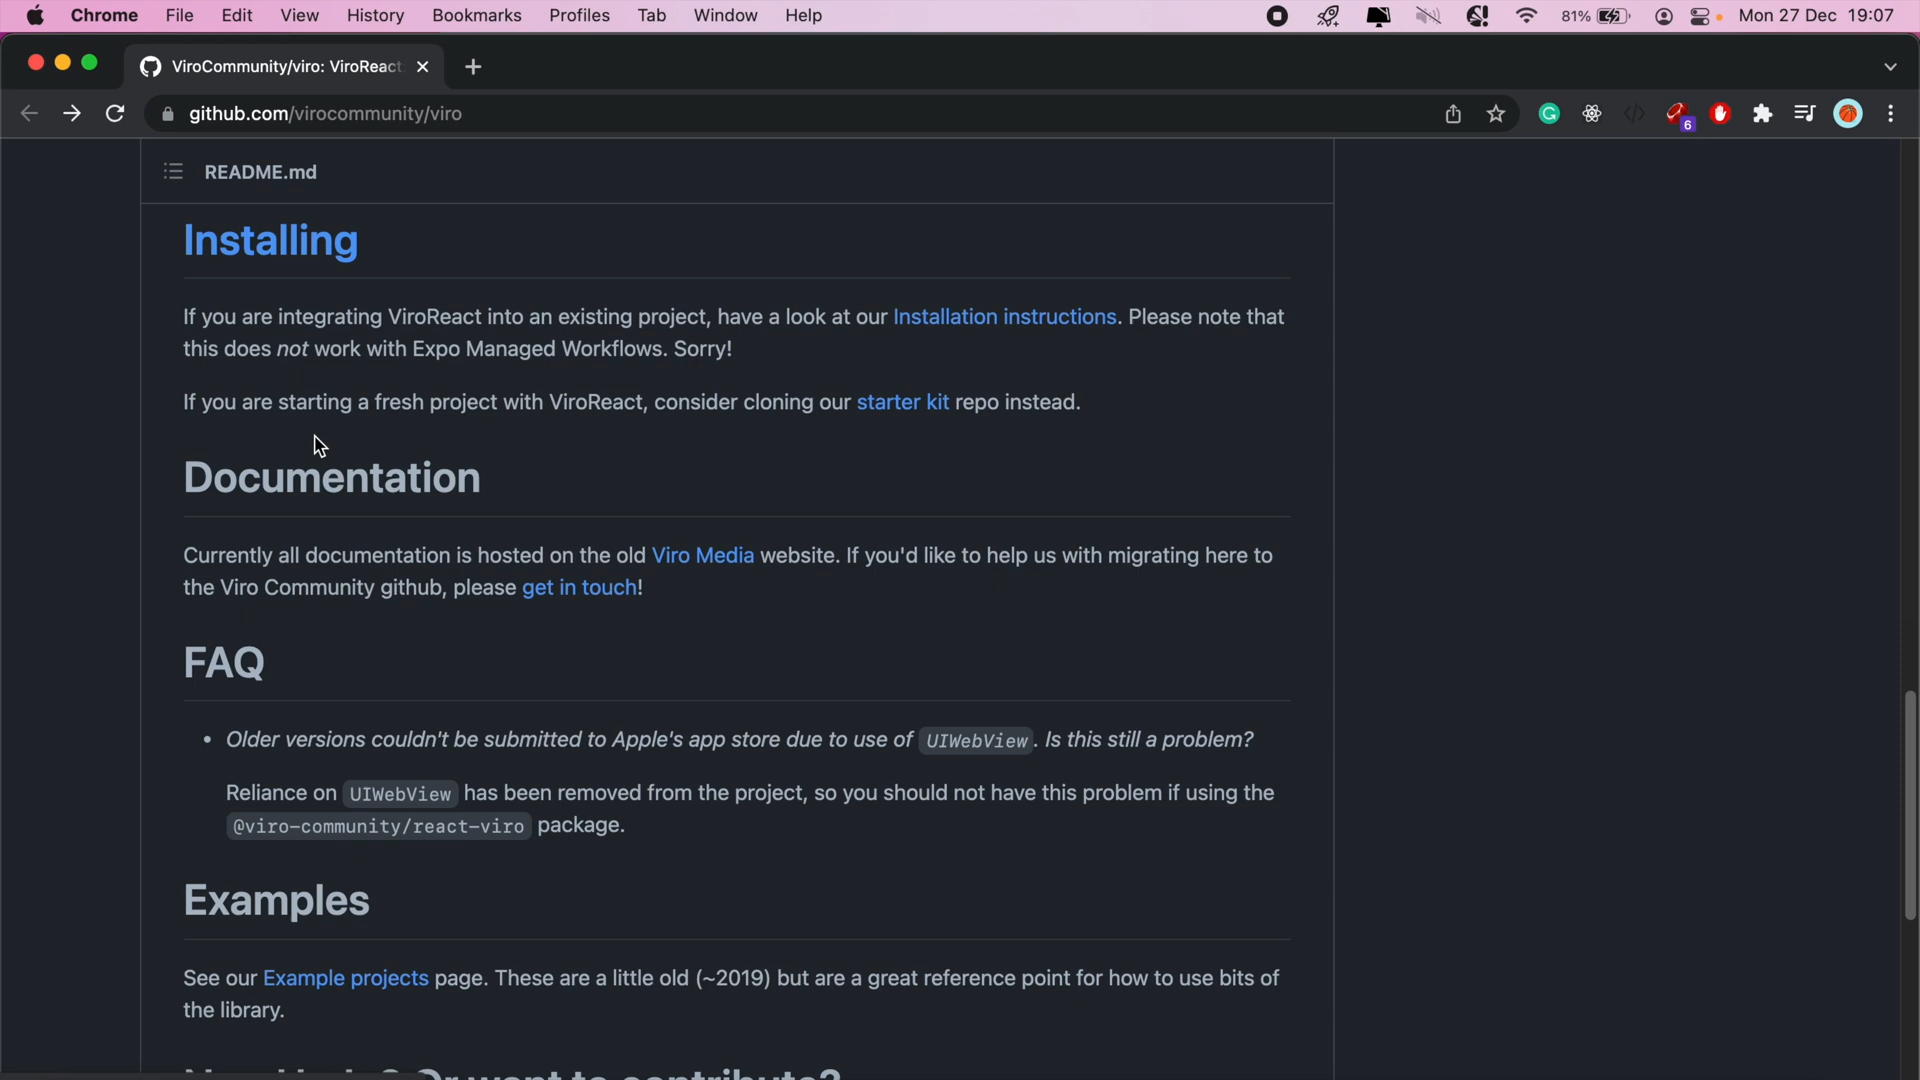 Chrome File Edit View History Bookmarks Profiles Tab Window Help 81% Mon 27 Dec 19:07
ViroCommunity/viro: ViroReact
github.com/virocommunity/viro 6
README.md
Installing
If you are integrating ViroReact into an existing project, have a look at our Installation instructions. Please note that
this does not work with Expo Managed Workflows. Sorry!
If you are starting a fresh project with ViroReact, consider cloning our starter kit repo instead.
Documentation
Currently all documentation is hosted on the old Viro Media website. If you'd like to help us with migrating here to
the Viro Community github, please get in touch!
FAQ
• Older versions couldn't be submitted to Apple's app store due to use of UIWebView. Is this still a problem?
Reliance on UIWebView has been removed from the project, so you should not have this problem if using the
@viro-community/react-viro package.
Examples
See our Example projects page. These are a little old (~2019) but are a great reference point for how to use bits of
the library.
Or want to contribute?